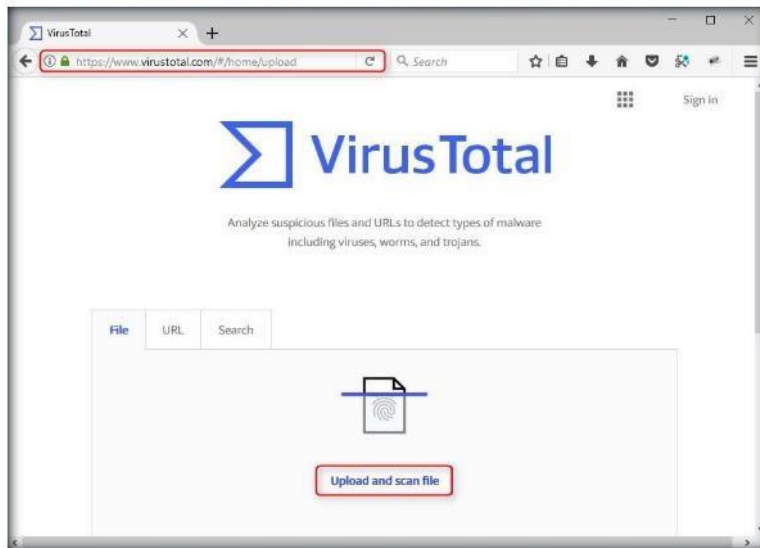 VirusTotal
https://www.virustotal.com/#/home/upload
Search
Sign in
VirusTotal
Analyze suspicious files and URLs to detect types of malware
including viruses, worms, and trojans.
File URL Search
Upload and scan file